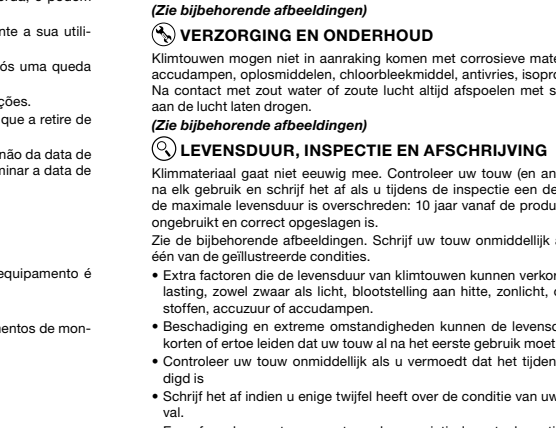 nte a sua utili-
ós uma queda
ções.
que a retire de
não da data de
minar a data de
equipamento é
entos de mon-
(Zie bijbehorende afbeeldingen)
VERZORGING EN ONDERHOUD
Klimtouwen mogen niet in aanraking komen met corrosieve mate
accudampen, oplosmiddelen, chloorbleekmiddel, antivries, isopro
Na contact met zout water of zoute lucht altijd afspoelen met s
aan de lucht laten drogen.
(Zie bijbehorende afbeeldingen)
LEVENSDUUR, INSPECTIE EN AFSCHRIJVING
Klimmateriaal gaat niet eeuwig mee. Controleer uw touw (en an
na elk gebruik en schrijf het af als u tijdens de inspectie een de
de maximale levensduur is overschreden: 10 jaar vanaf de produ
ongebruikt en correct opgeslagen is.
Zie de bijbehorende afbeeldingen. Schrijf uw touw onmiddellijk a
één van de geïllustreerde condities.
• Extra factoren die de levensduur van klimtouwen kunnen verkor
lasting, zowel zwaar als licht, blootstelling aan hitte, zonlicht,
stoffen, accuzuur of accudampen.
• Beschadiging en extreme omstandigheden kunnen de levensd
korten of ertoe leiden dat uw touw al na het eerste gebruik moet
• Controleer uw touw onmiddellijk als u vermoedt dat het tijden
digd is
• Schrijf het af indien u enige twijfel heeft over de conditie van uw
val.